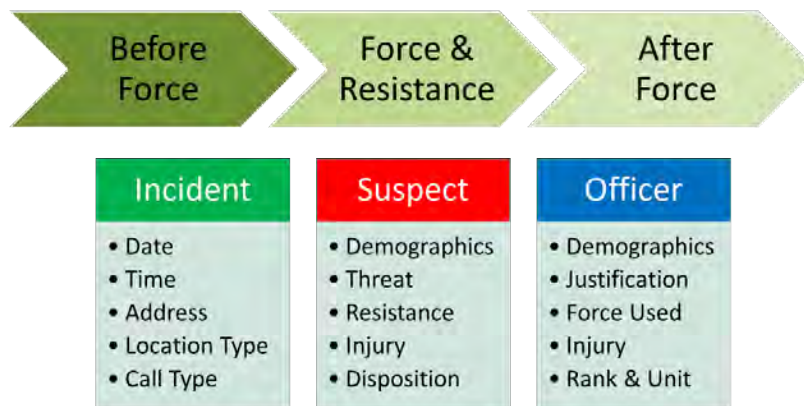 Before
Force
Force &
Resistance
After
Force
Incident
• Date
• Time
• Address
• Location Type
• Call Type
Suspect
• Demographics
• Threat
• Resistance
• Injury
• Disposition
Officer
• Demographics
• Justification
• Force Used
• Injury
• Rank & Unit